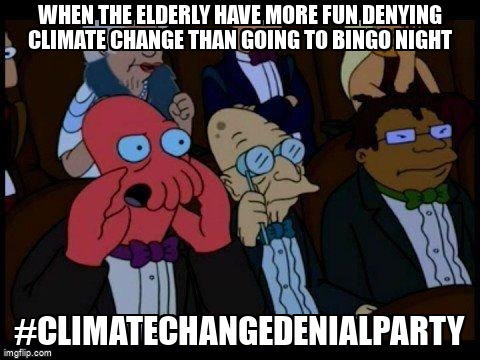 WHEN THE ELDERLY HAVE MORE FUN DENYING
CLIMATE CHANGE THAN GOING TO BINGO NIGHT
#CLIMATECHANGEDENIALPARTY
imgflip.com